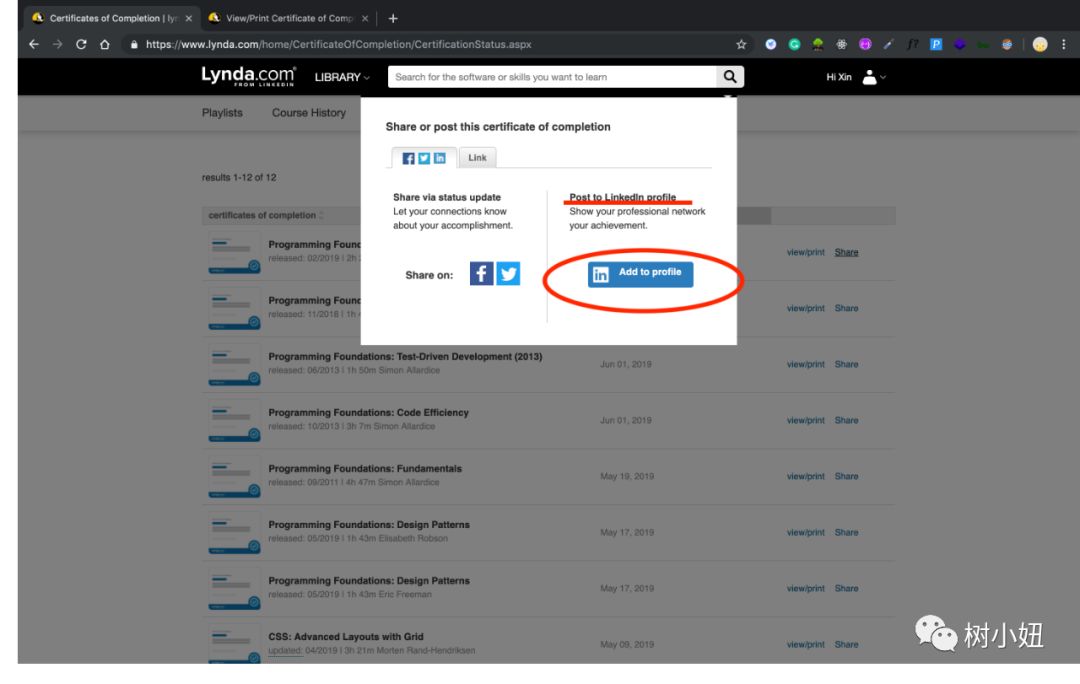 Certificates of Completion | lyn
View/Print Certificate of Comp
https://www.lynda.com/home/CertificateOfCompletion/CertificationStatus.aspx
Lynda.com
FROM LINKEDIN
LIBRARY
Search for the software or skills you want to learn
Hi Xin
Playlists
Course History
Share or post this certificate of completion
Link
results 1-12 of 12
Share via status update
Let your connections know
about your accomplishment.
Post to LinkedIn profile
Show your professional network
your achievement.
certificates of completion
Share on:
Add to profile
Programming Found
released: 02/2019 | 2h
view/print Share
Programming Found
released: 11/2018 | 1h
view/print Share
Programming Foundations: Test-Driven Development (2013)
released: 06/2013 | 1h 50m Simon Allardice
Jun 01, 2019
view/print Share
Programming Foundations: Code Efficiency
released: 10/2013 | 3h 7m Simon Allardice
Jun 01, 2019
view/print Share
Programming Foundations: Fundamentals
released: 09/2011 | 4h 47m Simon Allardice
May 19, 2019
view/print Share
Programming Foundations: Design Patterns
released: 05/2019 | 1h 43m Elisabeth Robson
May 17, 2019
view/print Share
Programming Foundations: Design Patterns
released: 05/2019 | 1h 43m Eric Freeman
May 17, 2019
view/print Share
CSS: Advanced Layouts with Grid
updated: 04/2019 | 3h 21m Morten Rand-Hendriksen
May 09, 2019
view/print Share
树小妞